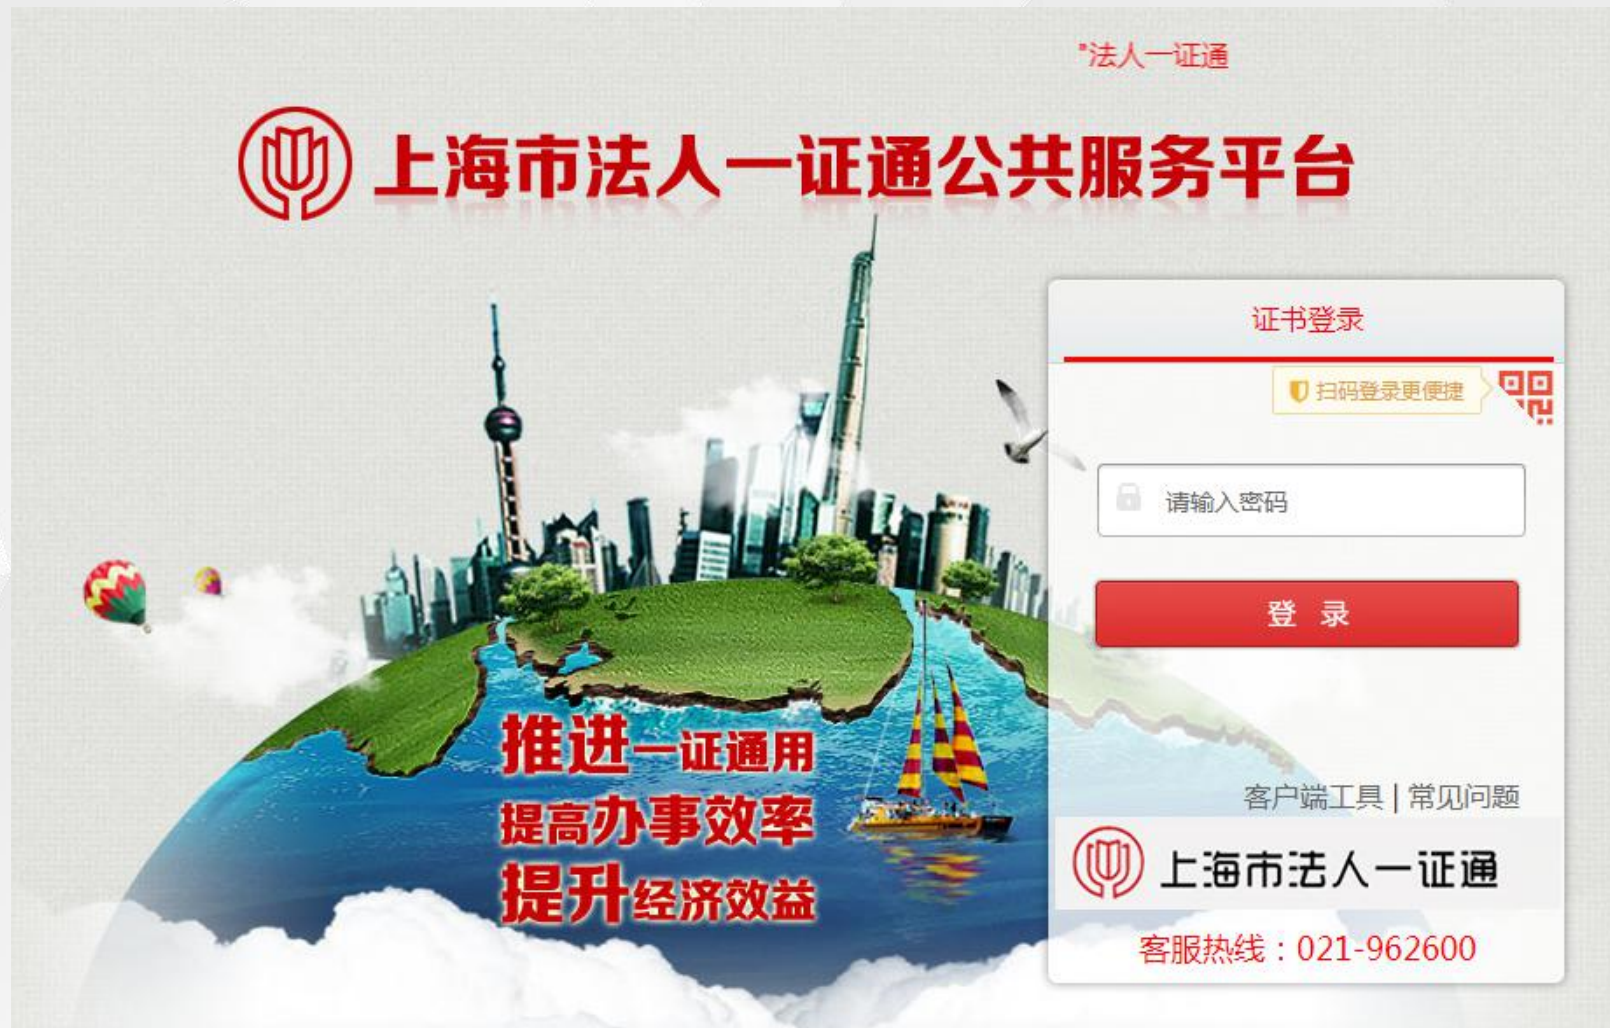 "法人一证通
上海市法人一证通公共服务平台
证书登录
扫码登录更便捷
请输入密码
登 录
推进一证通用
提高办事效率
提升经济效益
客户端工具 | 常见问题
上海市法人一证通
客服热线：021-962600